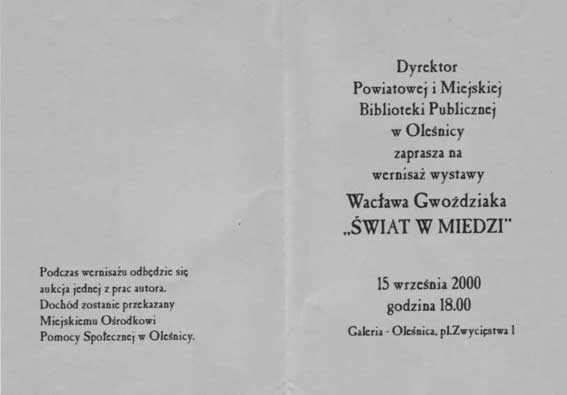 Podczas wernisażu odbędzie się
aukcja jednej z prac autora.
Dochód zostanie przekazany
Miejskiemu Ośrodkowi
Pomocy Społecznej w Oleśnicy.
Dyrektor
Powiatowej i Miejskiej
Biblioteki Publicznej
w Oleśnicy
zaprasza na
wernisaż wystawy
Wacława Gwoździaka
„ŚWIAT W MIEDZI"
15 września 2000
godzina 18.00
Galeria - Oleśnica, pl.Zwycięstwa 1